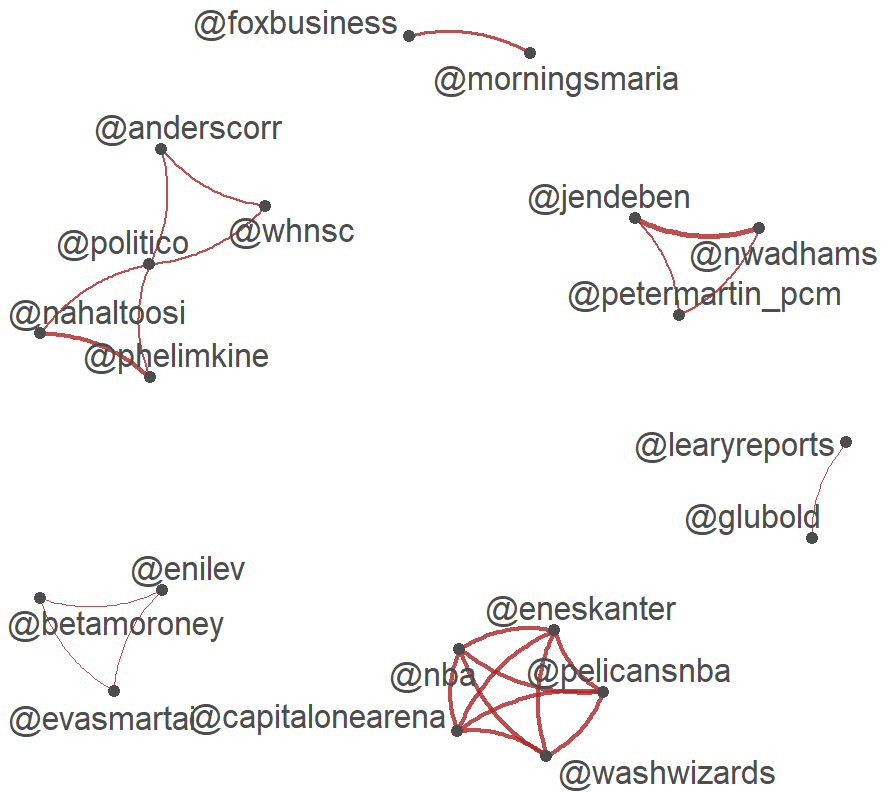 @foxbusiness
@morningsmaria
@anderscorr
@jendeben
@whnsc
@politico
@nwadhams
@petermartin_pcm
@nahaltoosi
@phelimkine
@learyreports
@glubold
@enilev
@eneskanter
@betamoroney
@pelicansnba
@nba
@evasmartai
@capitalonearena
@washwizards